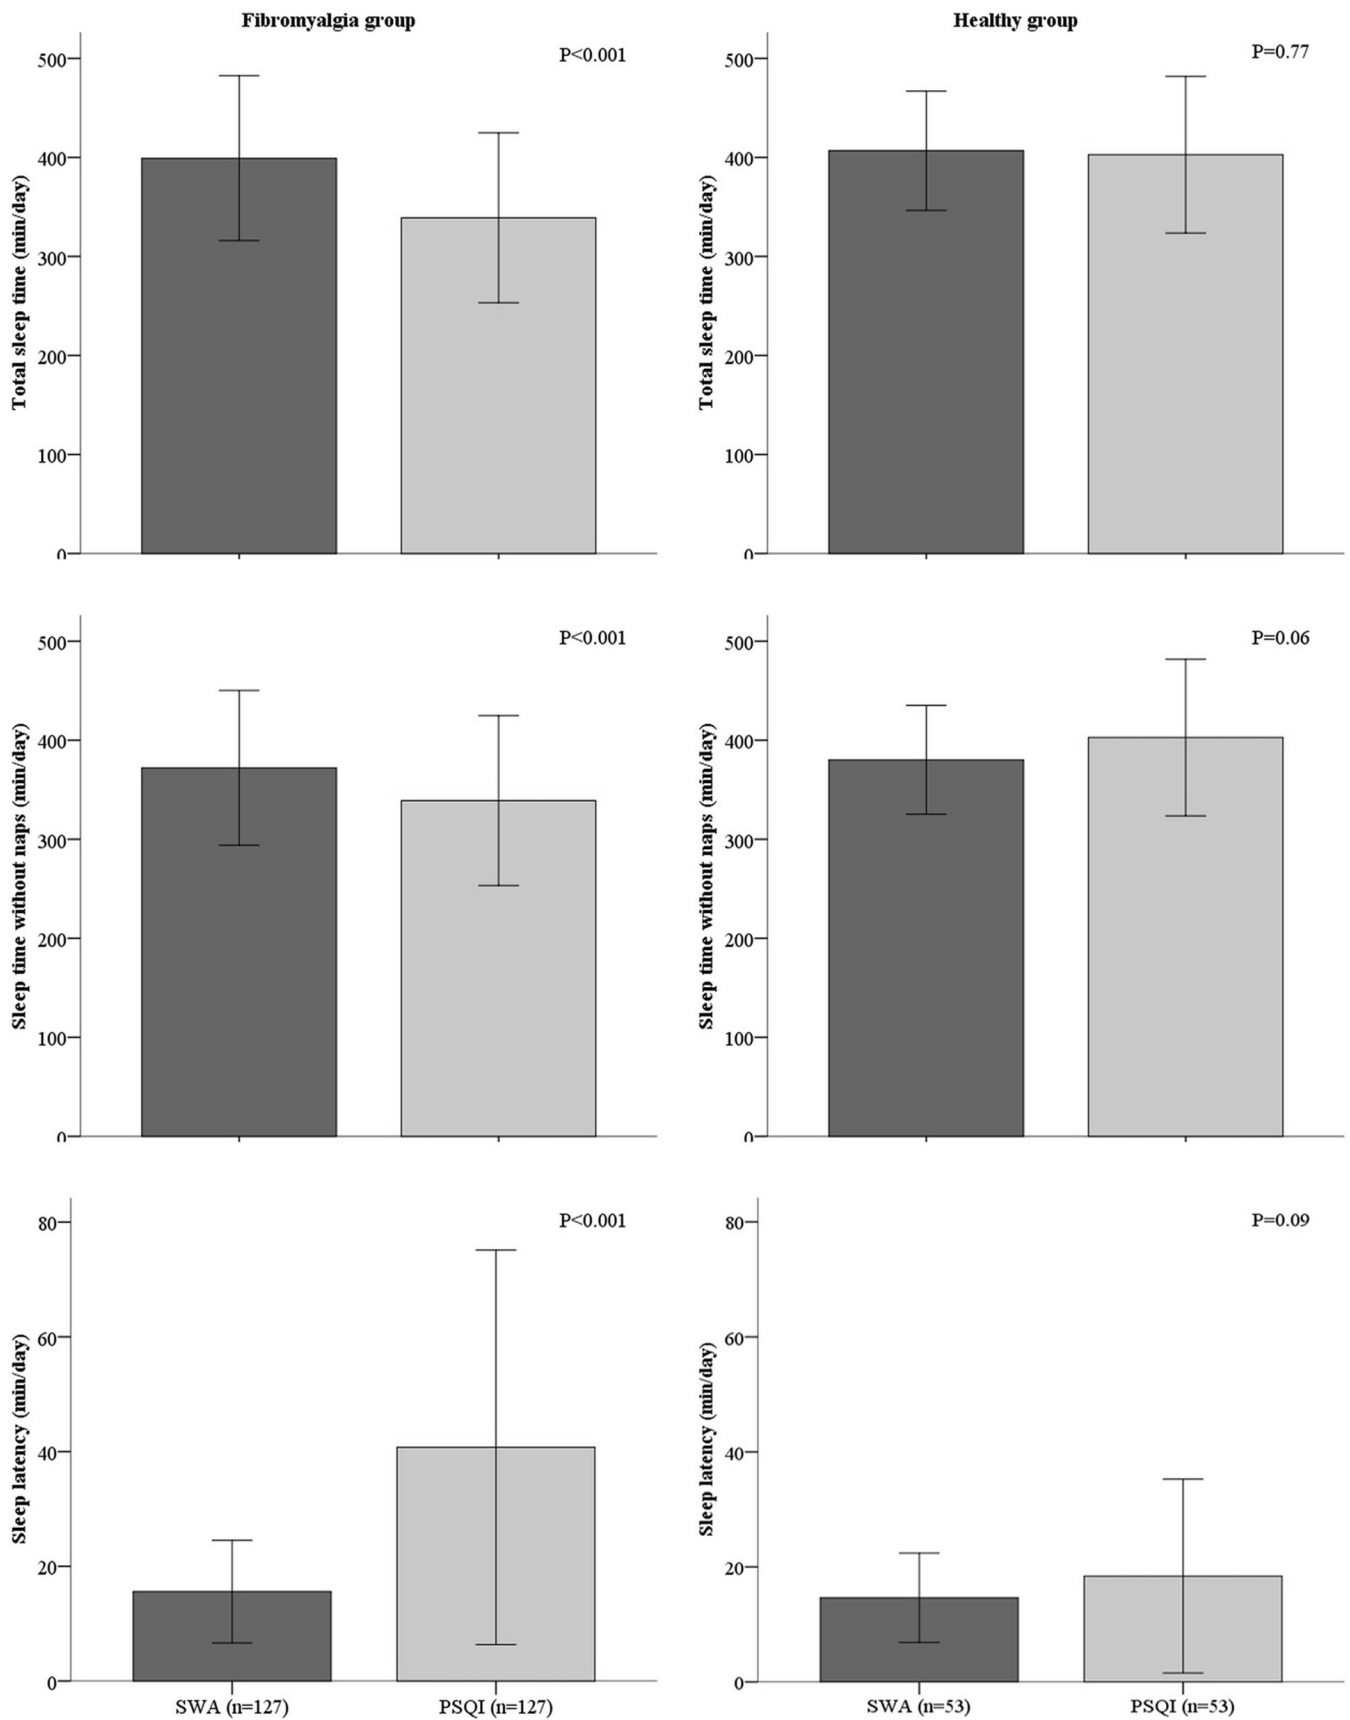 Fibromyalgia group
Healthy group
P<0.001
500
400
300
200
100
0
Total sleep time (min/day)
P=0.77
500
400
300
200
100
0
Total sleep time (min/day)
P<0.001
500
400
300
200
100
0
Sleep time without naps (min/day)
P=0.06
500
400
300
200
100
0
Sleep time without naps (min/day)
P<0.001
80
60
40
20
0
Sleep latency (min/day)
SWA (n=127)
PSQI (n=127)
P=0.09
80
60
40
20
0
Sleep latency (min/day)
SWA (n=53)
PSQI (n=53)